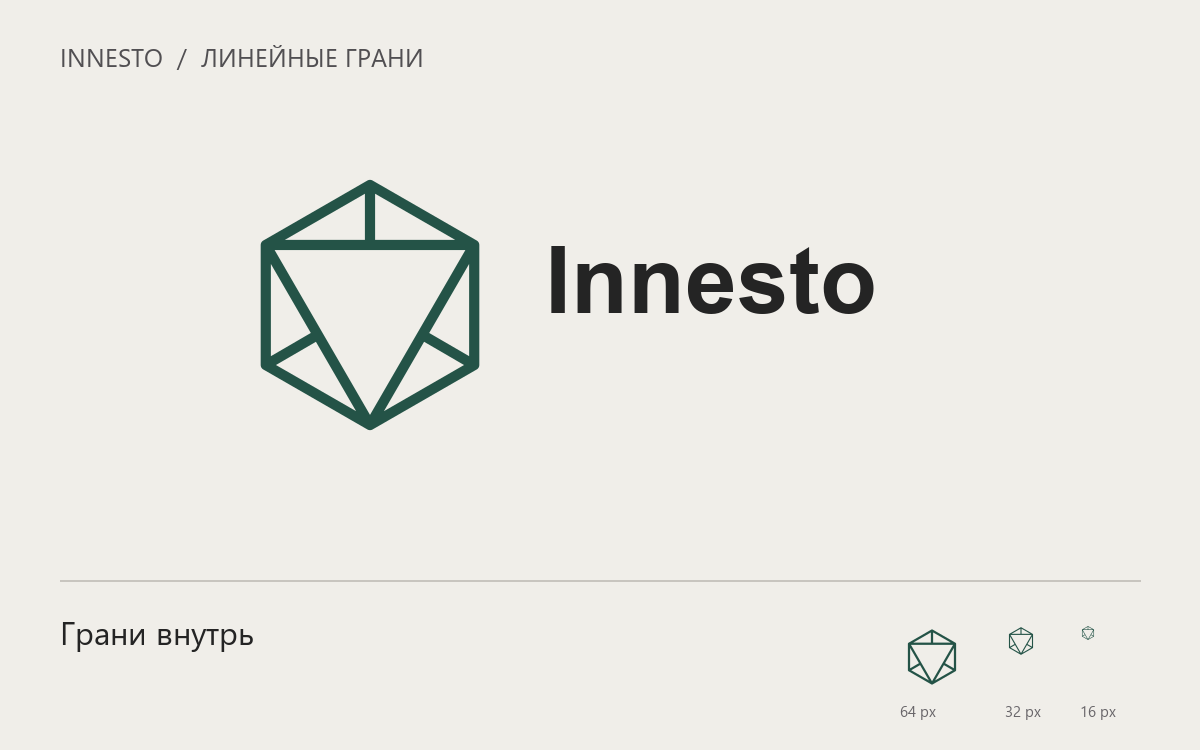 INNESTO / ЛИНЕЙНЫЕ ГРАНИ
Innesto
Грани внутрь
64 px
32 px
16 px